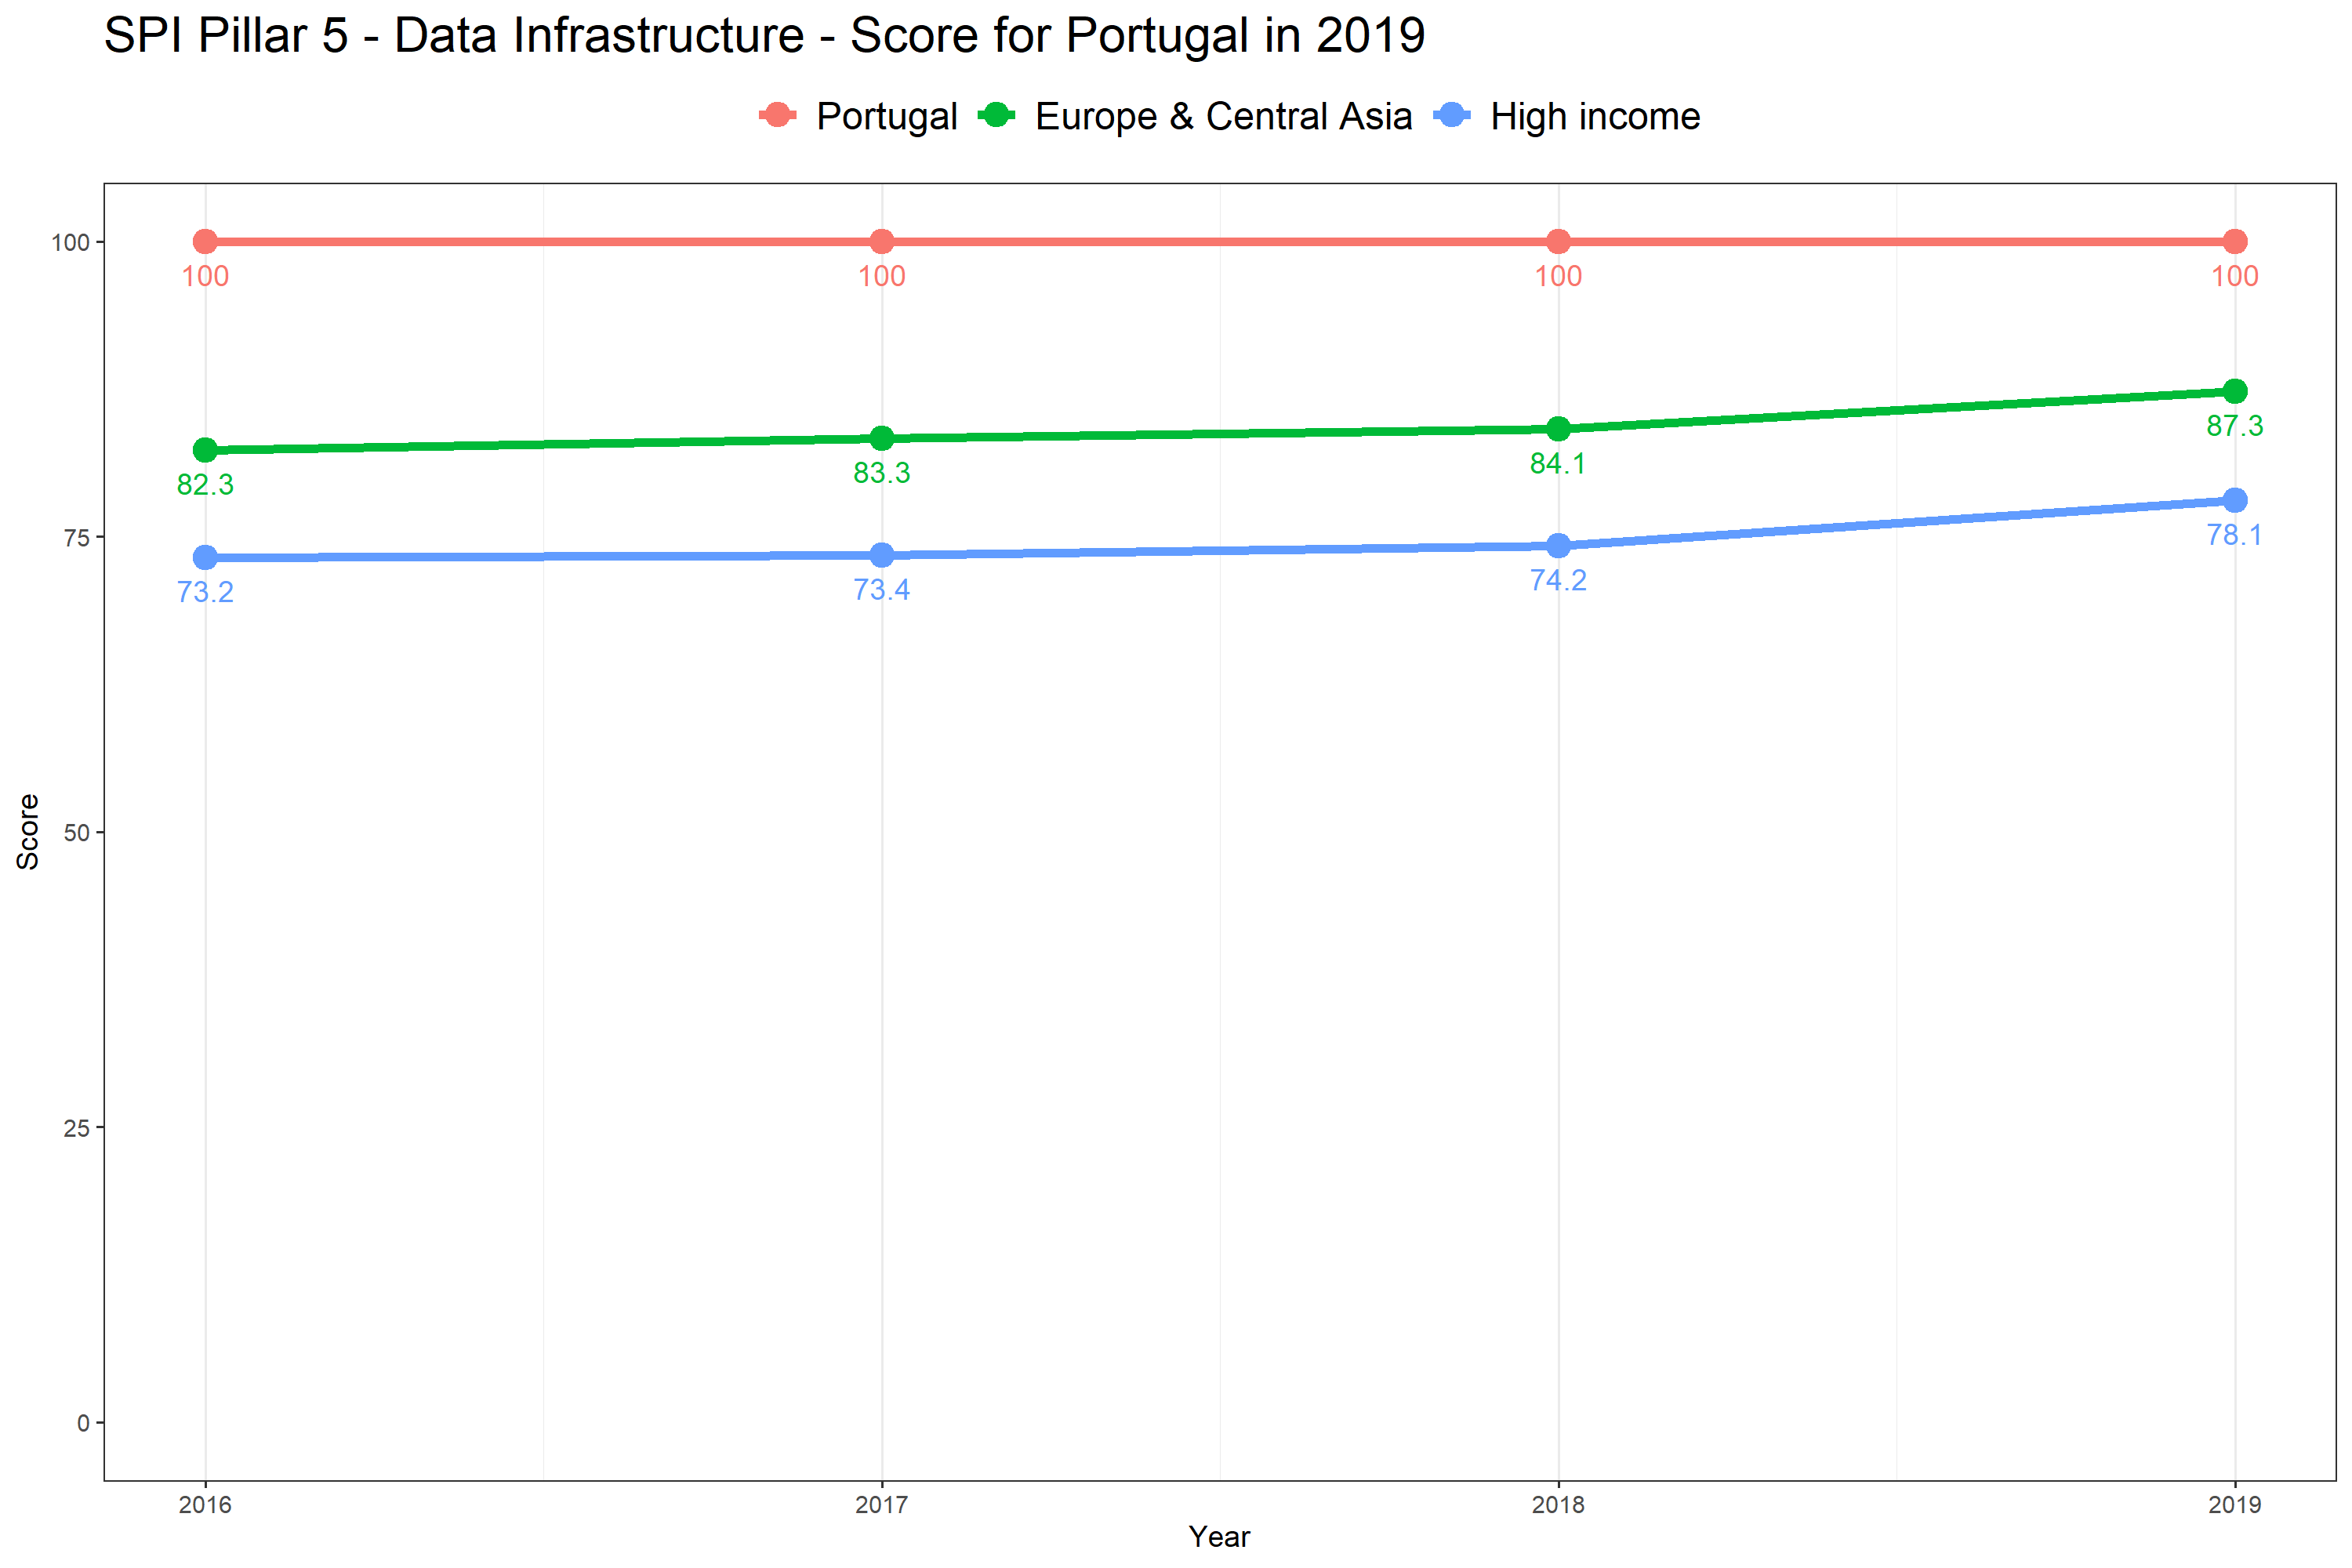 SPI Pillar 5 - Data Infrastructure - Score for Portugal in 2019
Portugal Europe & Central Asia High income
100
100 100 100 100
87.3
84.1
83.3
82.3
75
78.1
74.2
73.4
73.2
Score
50
25
0
2016 2017 2018 2019
Year